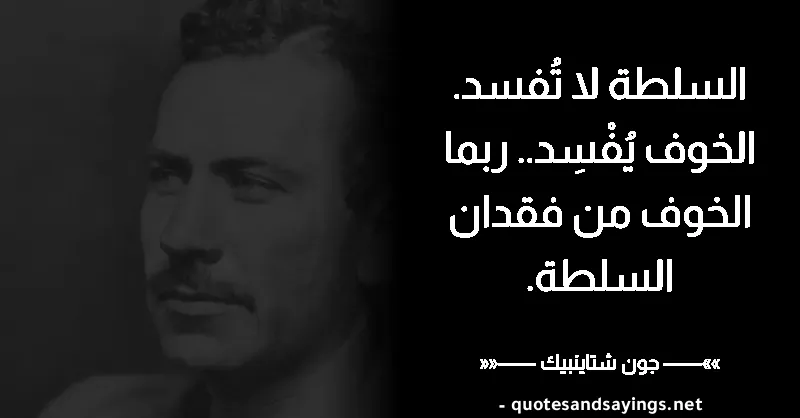 السلطة لا تُفسد.
الخوف يُفْسِد.. ربما
الخوف من فقدان
السلطة.
»»—— جون شتاينبيك ——««
- quotesandsayings.net